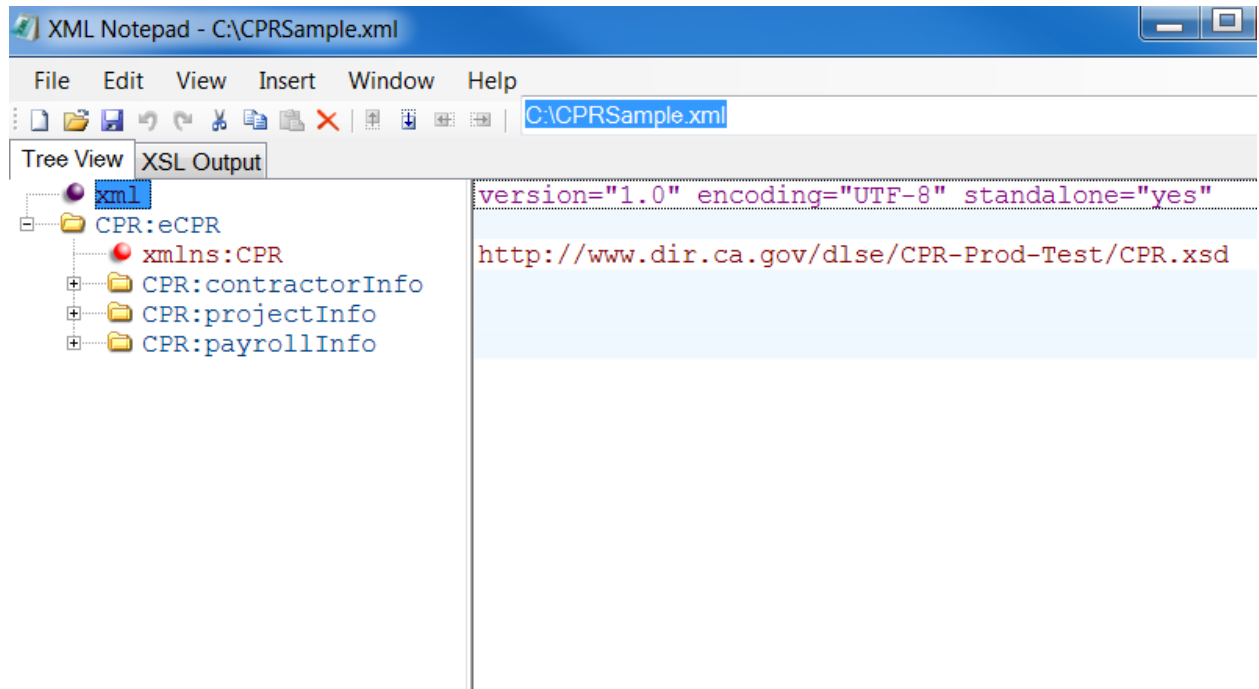 XML Notepad - C:\CPRSample.xml
File Edit View Insert Window Help
C:\CPRSample.xml
Tree View XSL Output
xml version="1.0" encoding="UTF-8" standalone="yes"
CPR:eCPR
xmlns:CPR http://www.dir.ca.gov/dlse/CPR-Prod-Test/CPR.xsd
CPR:contractorInfo
CPR:projectInfo
CPR:payrollInfo